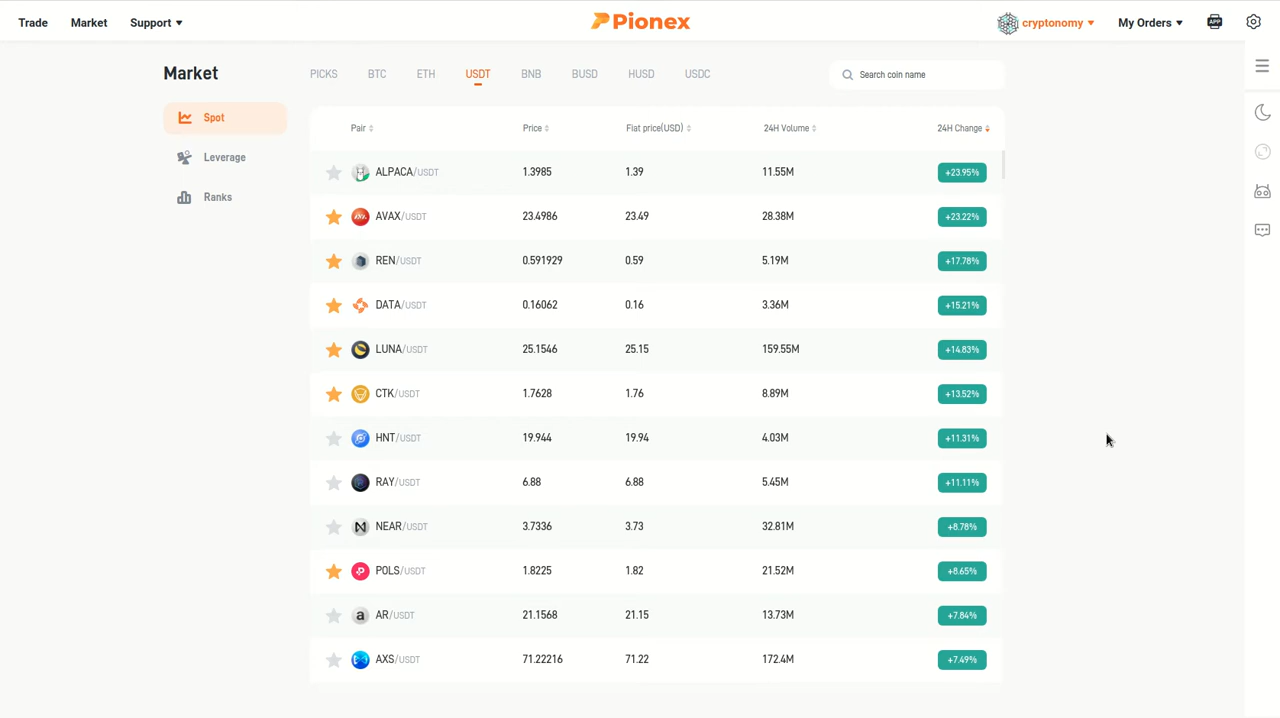 Trade Market Support Pionex cryptonomy My Orders APP
Market PICKS BTC ETH USDT BNB BUSD HUSD USDC Search coin name
Spot
Leverage
Ranks
Pair Price Fiat price(USD) 24H Volume 24H Change
ALPACA/USDT 1.3985 1.39 11.55M +23.95%
AVAX/USDT 23.4986 23.49 28.38M +23.22%
REN/USDT 0.591929 0.59 5.19M +17.78%
DATA/USDT 0.16062 0.16 3.36M +15.21%
LUNA/USDT 25.1546 25.15 159.55M +14.83%
CTK/USDT 1.7628 1.76 8.89M +13.52%
HNT/USDT 19.944 19.94 4.03M +11.31%
RAY/USDT 6.88 6.88 5.45M +11.11%
NEAR/USDT 3.7336 3.73 32.81M +8.78%
POLS/USDT 1.8225 1.82 21.52M +8.65%
a AR/USDT 21.1568 21.15 13.73M +7.84%
AXS/USDT 71.22216 71.22 172.4M +7.49%